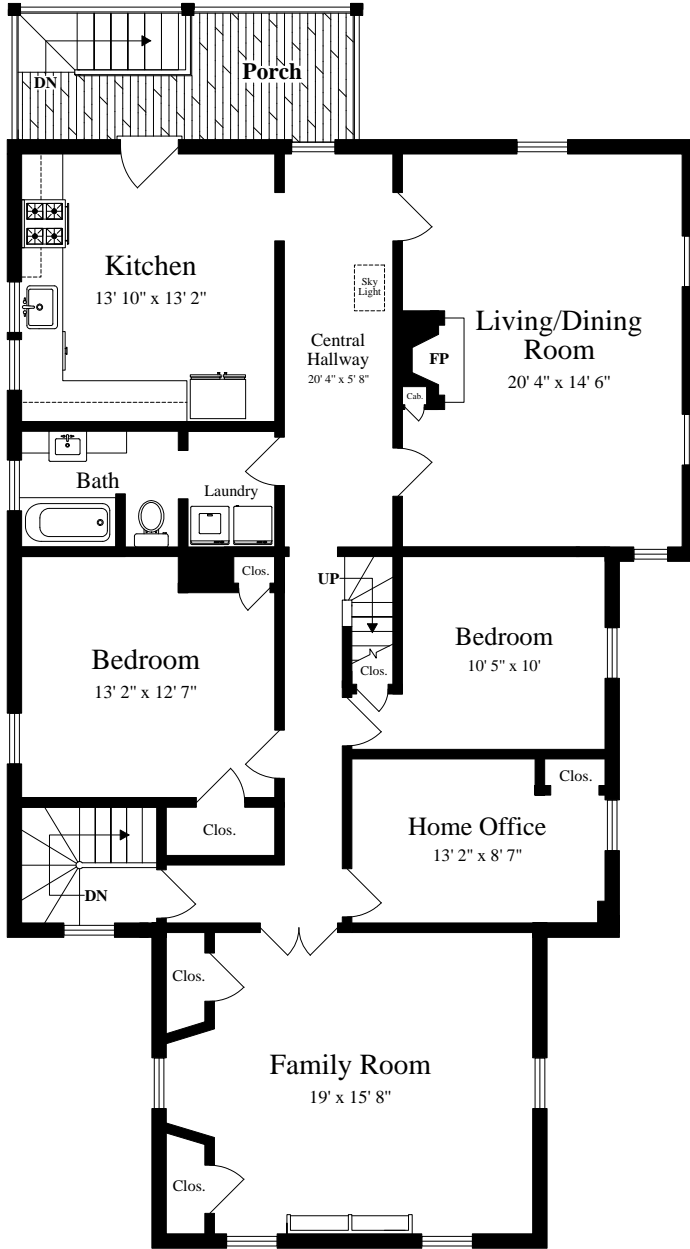 Porch
DN
Kitchen
13' 10" x 13' 2"
Sky
Light
Central
Hallway
20' 4" x 5' 8"
Living/Dining
Room
20' 4" x 14' 6"
FP
Cab.
Bath
Laundry
Clos.
UP
Bedroom
13' 2" x 12' 7"
Bedroom
10' 5" x 10'
Clos.
Clos.
Clos.
Home Office
13' 2" x 8' 7"
DN
Clos.
Family Room
19' x 15' 8"
Clos.